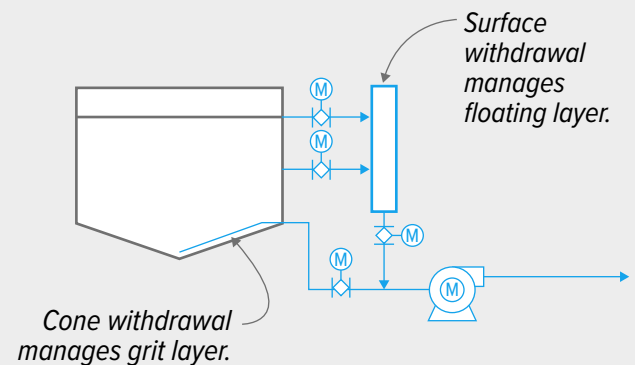 Surface
withdrawal
manages
floating layer.
M
M
M
M
M
Cone withdrawal
manages grit layer.